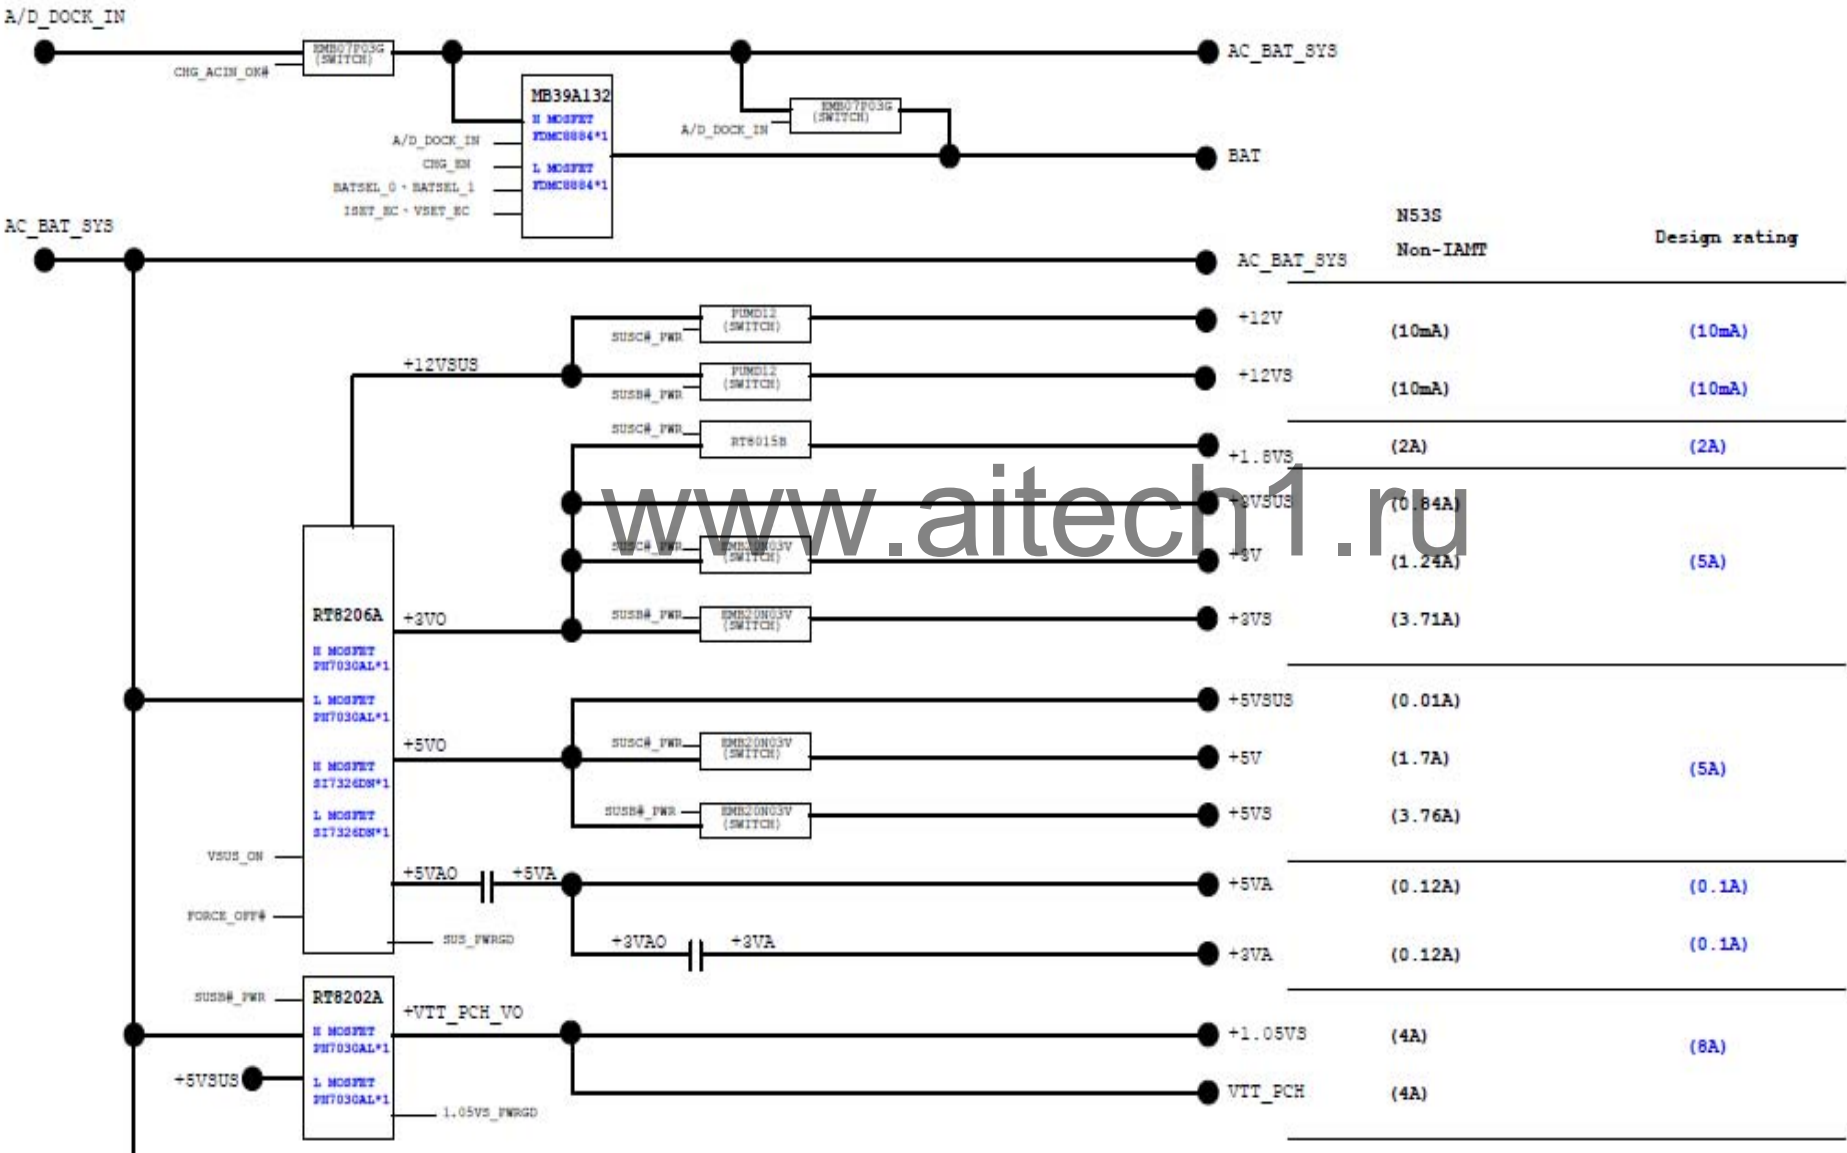 A/D_DOCK_IN
EMB07P03G
(SWITCH)
CHG_ACIN_OK#
AC_BAT_SYS
MB39A132
H MOSFET
FDMC8884*1
L MOSFET
FDMC8884*1
A/D_DOCK_IN
CHG_EN
BATSEL_0、BATSEL_1
ISET_EC、VSET_EC
EMB07P03G
(SWITCH)
A/D_DOCK_IN
BAT
N53S
Non-IAMT
Design rating
AC_BAT_SYS
AC_BAT_SYS
PUMD12
(SWITCH)
SUSC#_PWR
+12V
(10mA)
(10mA)
+12VSUS
PUMD12
(SWITCH)
SUSB#_PWR
+12VS
(10mA)
(10mA)
SUSC#_PWR
RT8015B
+1.8VS
(2A)
(2A)
www.aitech1.ru
+3VSUS
(0.84A)
SUSC#_PWR
EMB20N03V
(SWITCH)
+3V
(1.24A)
(5A)
RT8206A
H MOSFET
PH7030AL*1
L MOSFET
PH7030AL*1
H MOSFET
SI7326DN*1
L MOSFET
SI7326DN*1
+3VO
SUSB#_PWR
EMB20N03V
(SWITCH)
+3VS
(3.71A)
+5VSUS
(0.01A)
+5VO
SUSC#_PWR
EMB20N03V
(SWITCH)
+5V
(1.7A)
(5A)
SUSB#_PWR
EMB20N03V
(SWITCH)
+5VS
(3.76A)
VSUS_ON
+5VAO
+5VA
+5VA
(0.12A)
(0.1A)
FORCE_OFF#
SUS_PWRGD
+3VAO
+3VA
+3VA
(0.12A)
(0.1A)
SUSB#_PWR
RT8202A
H MOSFET
PH7030AL*1
L MOSFET
PH7030AL*1
+VTT_PCH_VO
+1.05VS
(4A)
(8A)
+5VSUS
VTT_PCH
(4A)
1.05VS_PWRGD